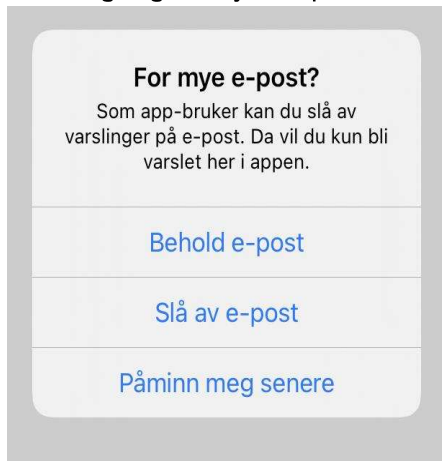 For mye e-post?
Som app-bruker kan du slå av
varslinger på e-post. Da vil du kun bli
varslet her i appen.
Behold e-post
Slå av e-post
Påminn meg senere